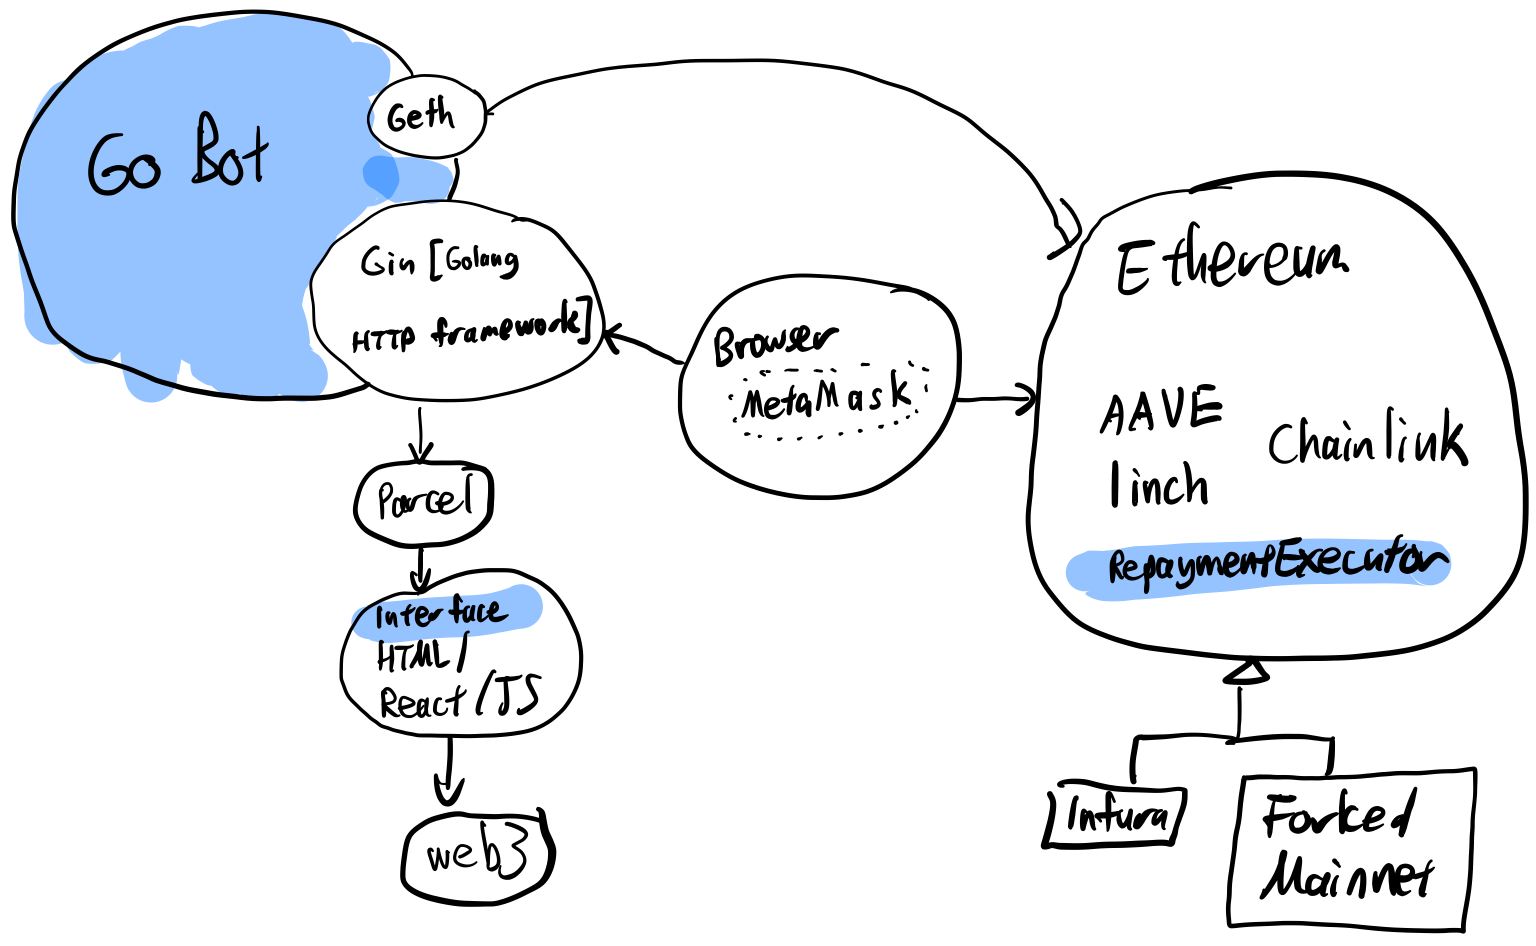 Geth
Go Bot
Gin [Golang
HTTP framework]
Browser
MetaMask
Ethereum
AAVE
Chainlink
1inch
RepaymentExecutor
Parcel
Interface
HTML/
React/JS
web3
Infura
Forked
Mainnet